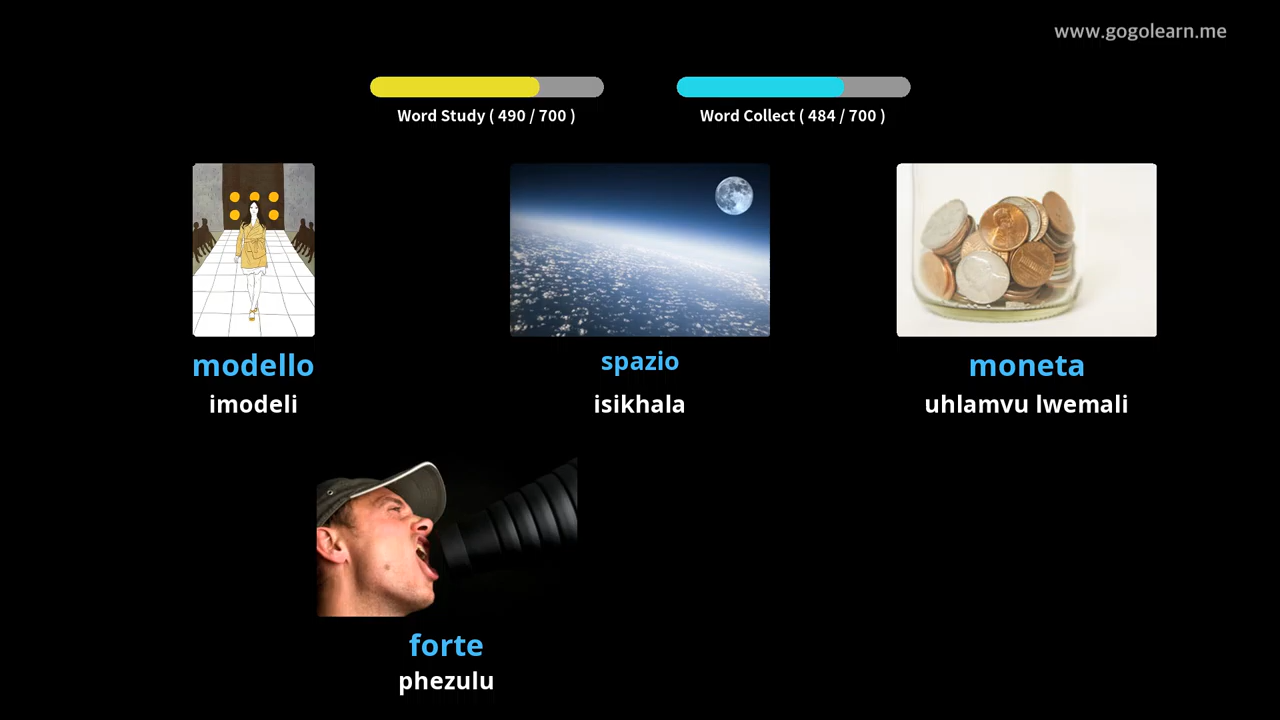 www.gogolearn.me
Word Study ( 490 / 700 )
Word Collect ( 484 / 700 )
modello
imodeli
spazio
isikhala
moneta
uhlamvu lwemali
forte
phezulu